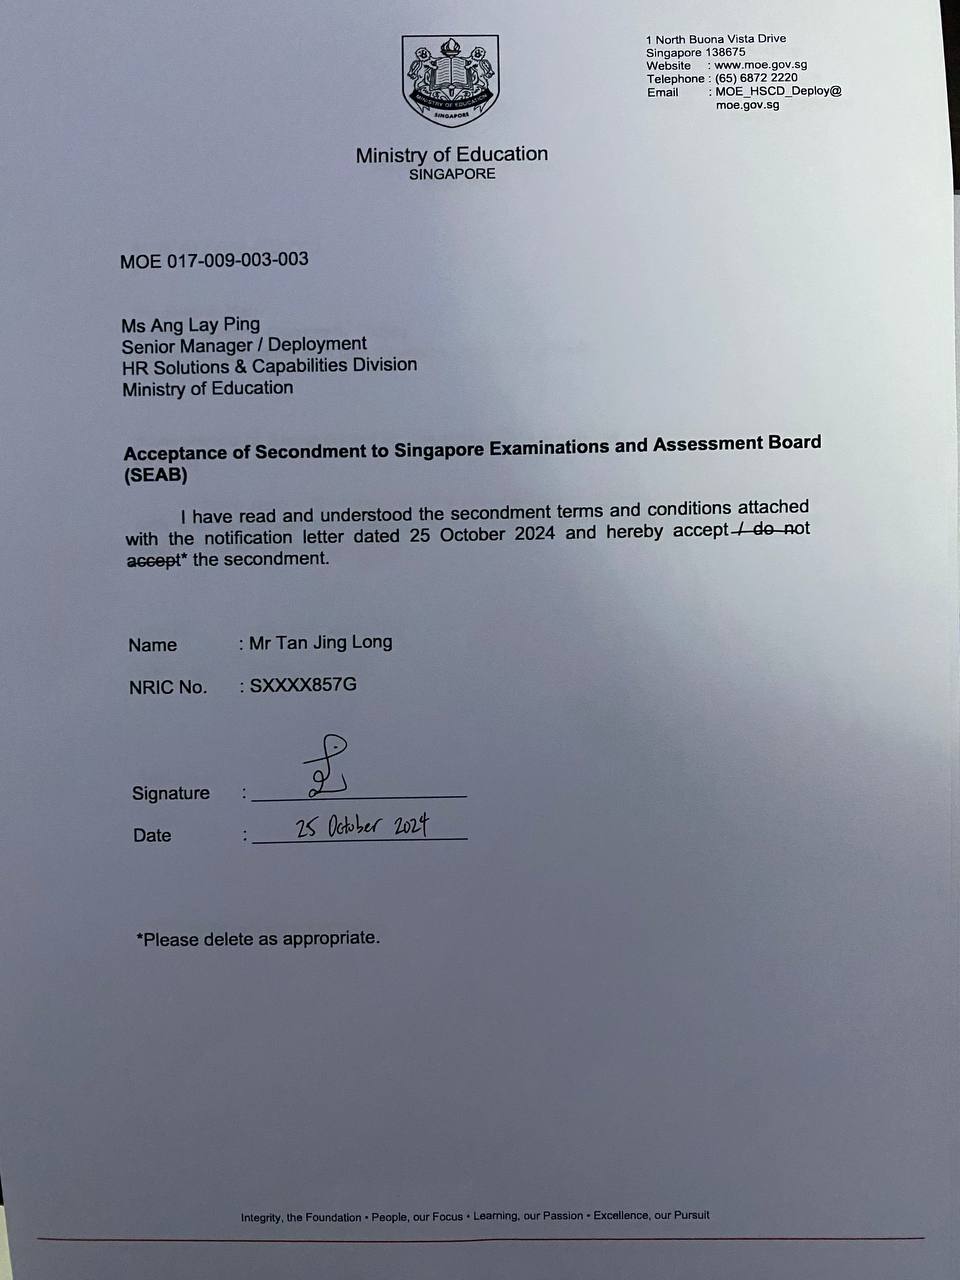 1 North Buona Vista Drive
Singapore 138675
Website : www.moe.gov.sg
Telephone : (65) 6872 2220
Email : MOE_HSCD_Deploy@
moe.gov.sg
MINISTRY OF EDUCATION
SINGAPORE
Ministry of Education
SINGAPORE
MOE 017-009-003-003
Ms Ang Lay Ping
Senior Manager / Deployment
HR Solutions & Capabilities Division
Ministry of Education
Acceptance of Secondment to Singapore Examinations and Assessment Board
(SEAB)
I have read and understood the secondment terms and conditions attached
with the notification letter dated 25 October 2024 and hereby accept / do not
accept* the secondment.
Name : Mr Tan Jing Long
NRIC No. : SXXXX857G
Signature :
Date : 25 October 2024
*Please delete as appropriate.
Integrity, the Foundation • People, our Focus • Learning, our Passion • Excellence, our Pursuit